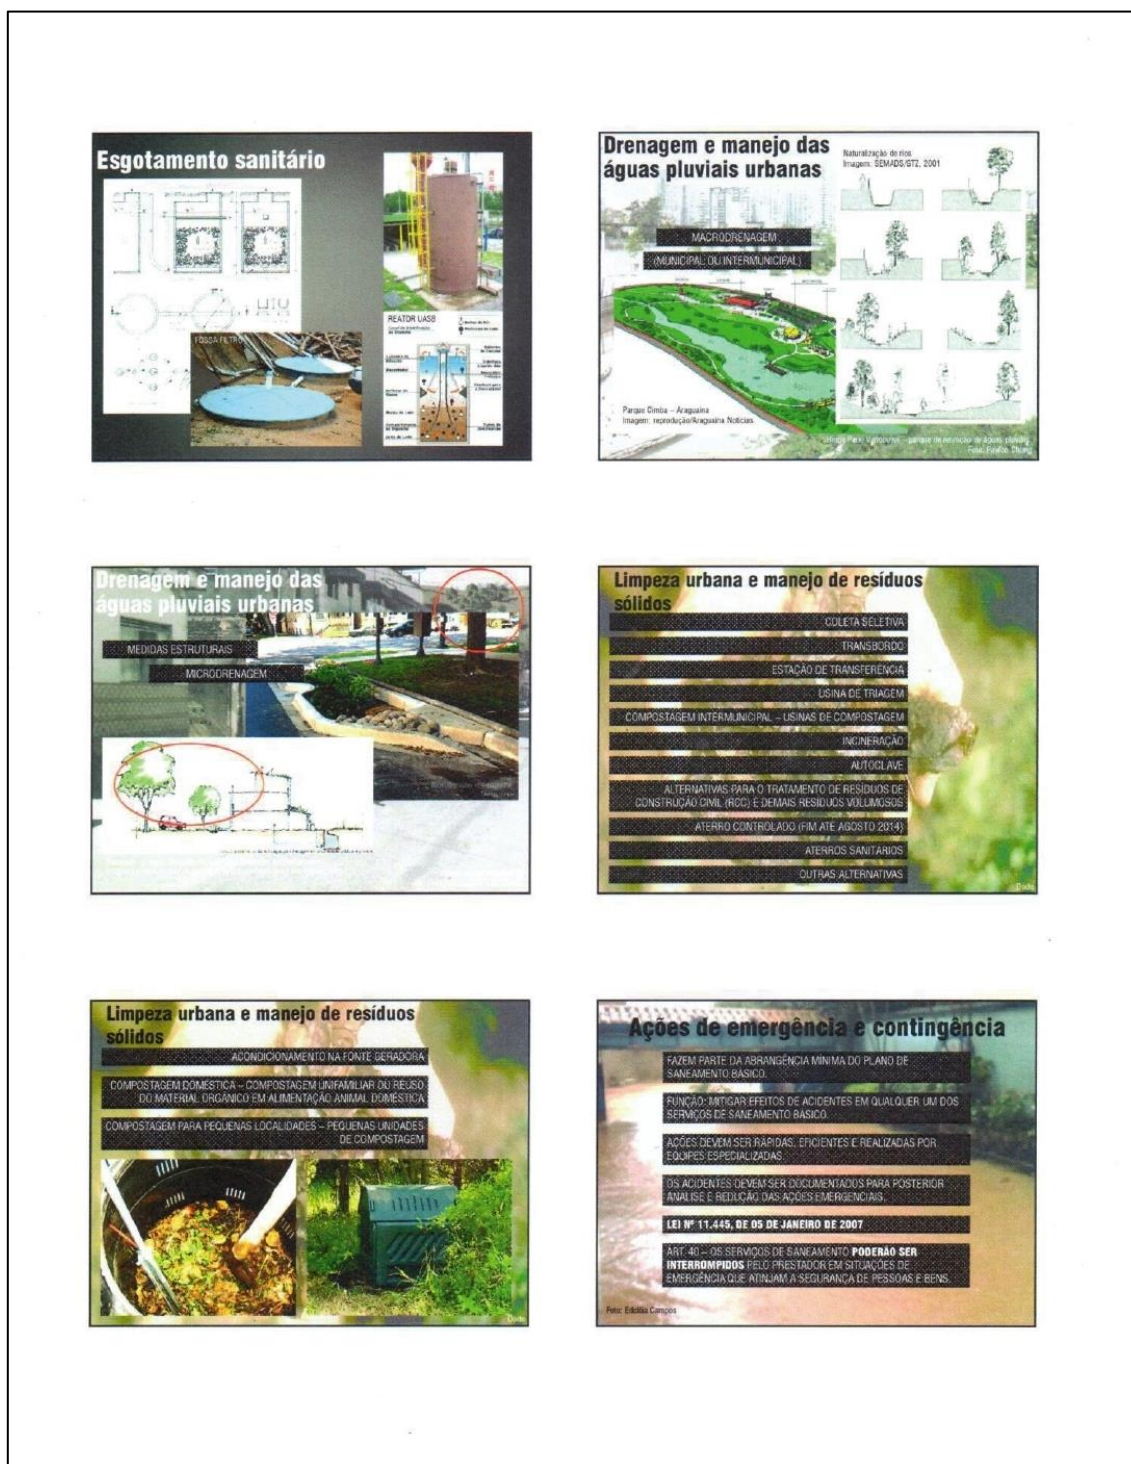 Esgotamento sanitário
FOSSA FILTRO
REATOR UASB
Drenagem e manejo das
águas pluviais urbanas
Naturalização de rios
Imagem: SEMADS/GTZ, 2001
MACRODRENAGEM
(MUNICIPAL OU INTERMUNICIPAL)
Parque Cimba – Araguaína
Imagem: reprodução/Araguaína Notícias
Drenagem e manejo das
águas pluviais urbanas
MEDIDAS ESTRUTURAIS
MICRODRENAGEM
Limpeza urbana e manejo de resíduos
sólidos
COLETA SELETIVA
TRANSBORDO
ESTAÇÃO DE TRANSFERÊNCIA
USINA DE TRIAGEM
COMPOSTAGEM INTERMUNICIPAL – USINAS DE COMPOSTAGEM
INCINERAÇÃO
AUTOCLAVE
ALTERNATIVAS PARA O TRATAMENTO DE RESÍDUOS DE
CONSTRUÇÃO CIVIL (RCC) E DEMAIS RESÍDUOS VOLUMOSOS
ATERRO CONTROLADO (FIM ATÉ AGOSTO 2014)
ATERROS SANITÁRIOS
OUTRAS ALTERNATIVAS
Limpeza urbana e manejo de resíduos
sólidos
ACONDICIONAMENTO NA FONTE GERADORA
COMPOSTAGEM DOMÉSTICA – COMPOSTAGEM UNIFAMILIAR OU REÚSO
DO MATERIAL ORGÂNICO EM ALIMENTAÇÃO ANIMAL DOMÉSTICA
COMPOSTAGEM PARA PEQUENAS LOCALIDADES – PEQUENAS UNIDADES
DE COMPOSTAGEM
Ações de emergência e contingência
FAZEM PARTE DA ABRANGÊNCIA MÍNIMA DO PLANO DE
SANEAMENTO BÁSICO.
FUNÇÃO: MITIGAR EFEITOS DE ACIDENTES EM QUALQUER UM DOS
SERVIÇOS DE SANEAMENTO BÁSICO.
AÇÕES DEVEM SER RÁPIDAS, EFICIENTES E REALIZADAS POR
EQUIPES ESPECIALIZADAS.
OS ACIDENTES DEVEM SER DOCUMENTADOS PARA POSTERIOR
ANÁLISE E REDUÇÃO DAS AÇÕES EMERGENCIAIS.
LEI Nº 11.445, DE 05 DE JANEIRO DE 2007
ART. 40 – OS SERVIÇOS DE SANEAMENTO PODERÃO SER
INTERROMPIDOS PELO PRESTADOR EM SITUAÇÕES DE
EMERGÊNCIA QUE ATINJAM A SEGURANÇA DE PESSOAS E BENS.
Foto: Campos